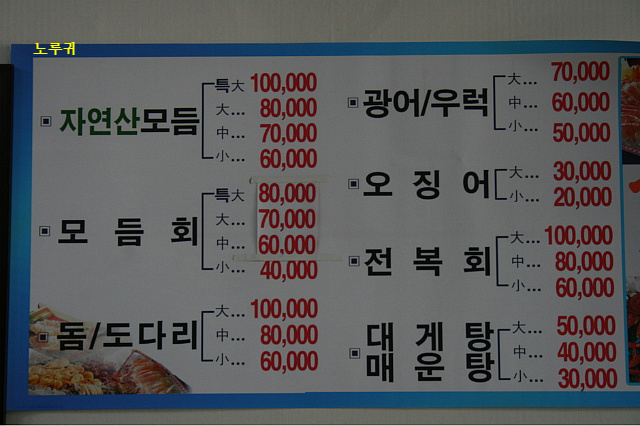 노루귀
자연산모듬
특大 100,000
大... 80,000
中... 70,000
小... 60,000
모 듬 회
특大 80,000
大... 70,000
中... 60,000
小... 40,000
돔/도다리
大... 100,000
中... 80,000
小... 60,000
광어/우럭
大... 70,000
中... 60,000
小... 50,000
오 징 어
大... 30,000
小... 20,000
전 복 회
大... 100,000
中... 80,000
小... 60,000
대 게 탕
매 운 탕
大... 50,000
中... 40,000
小... 30,000